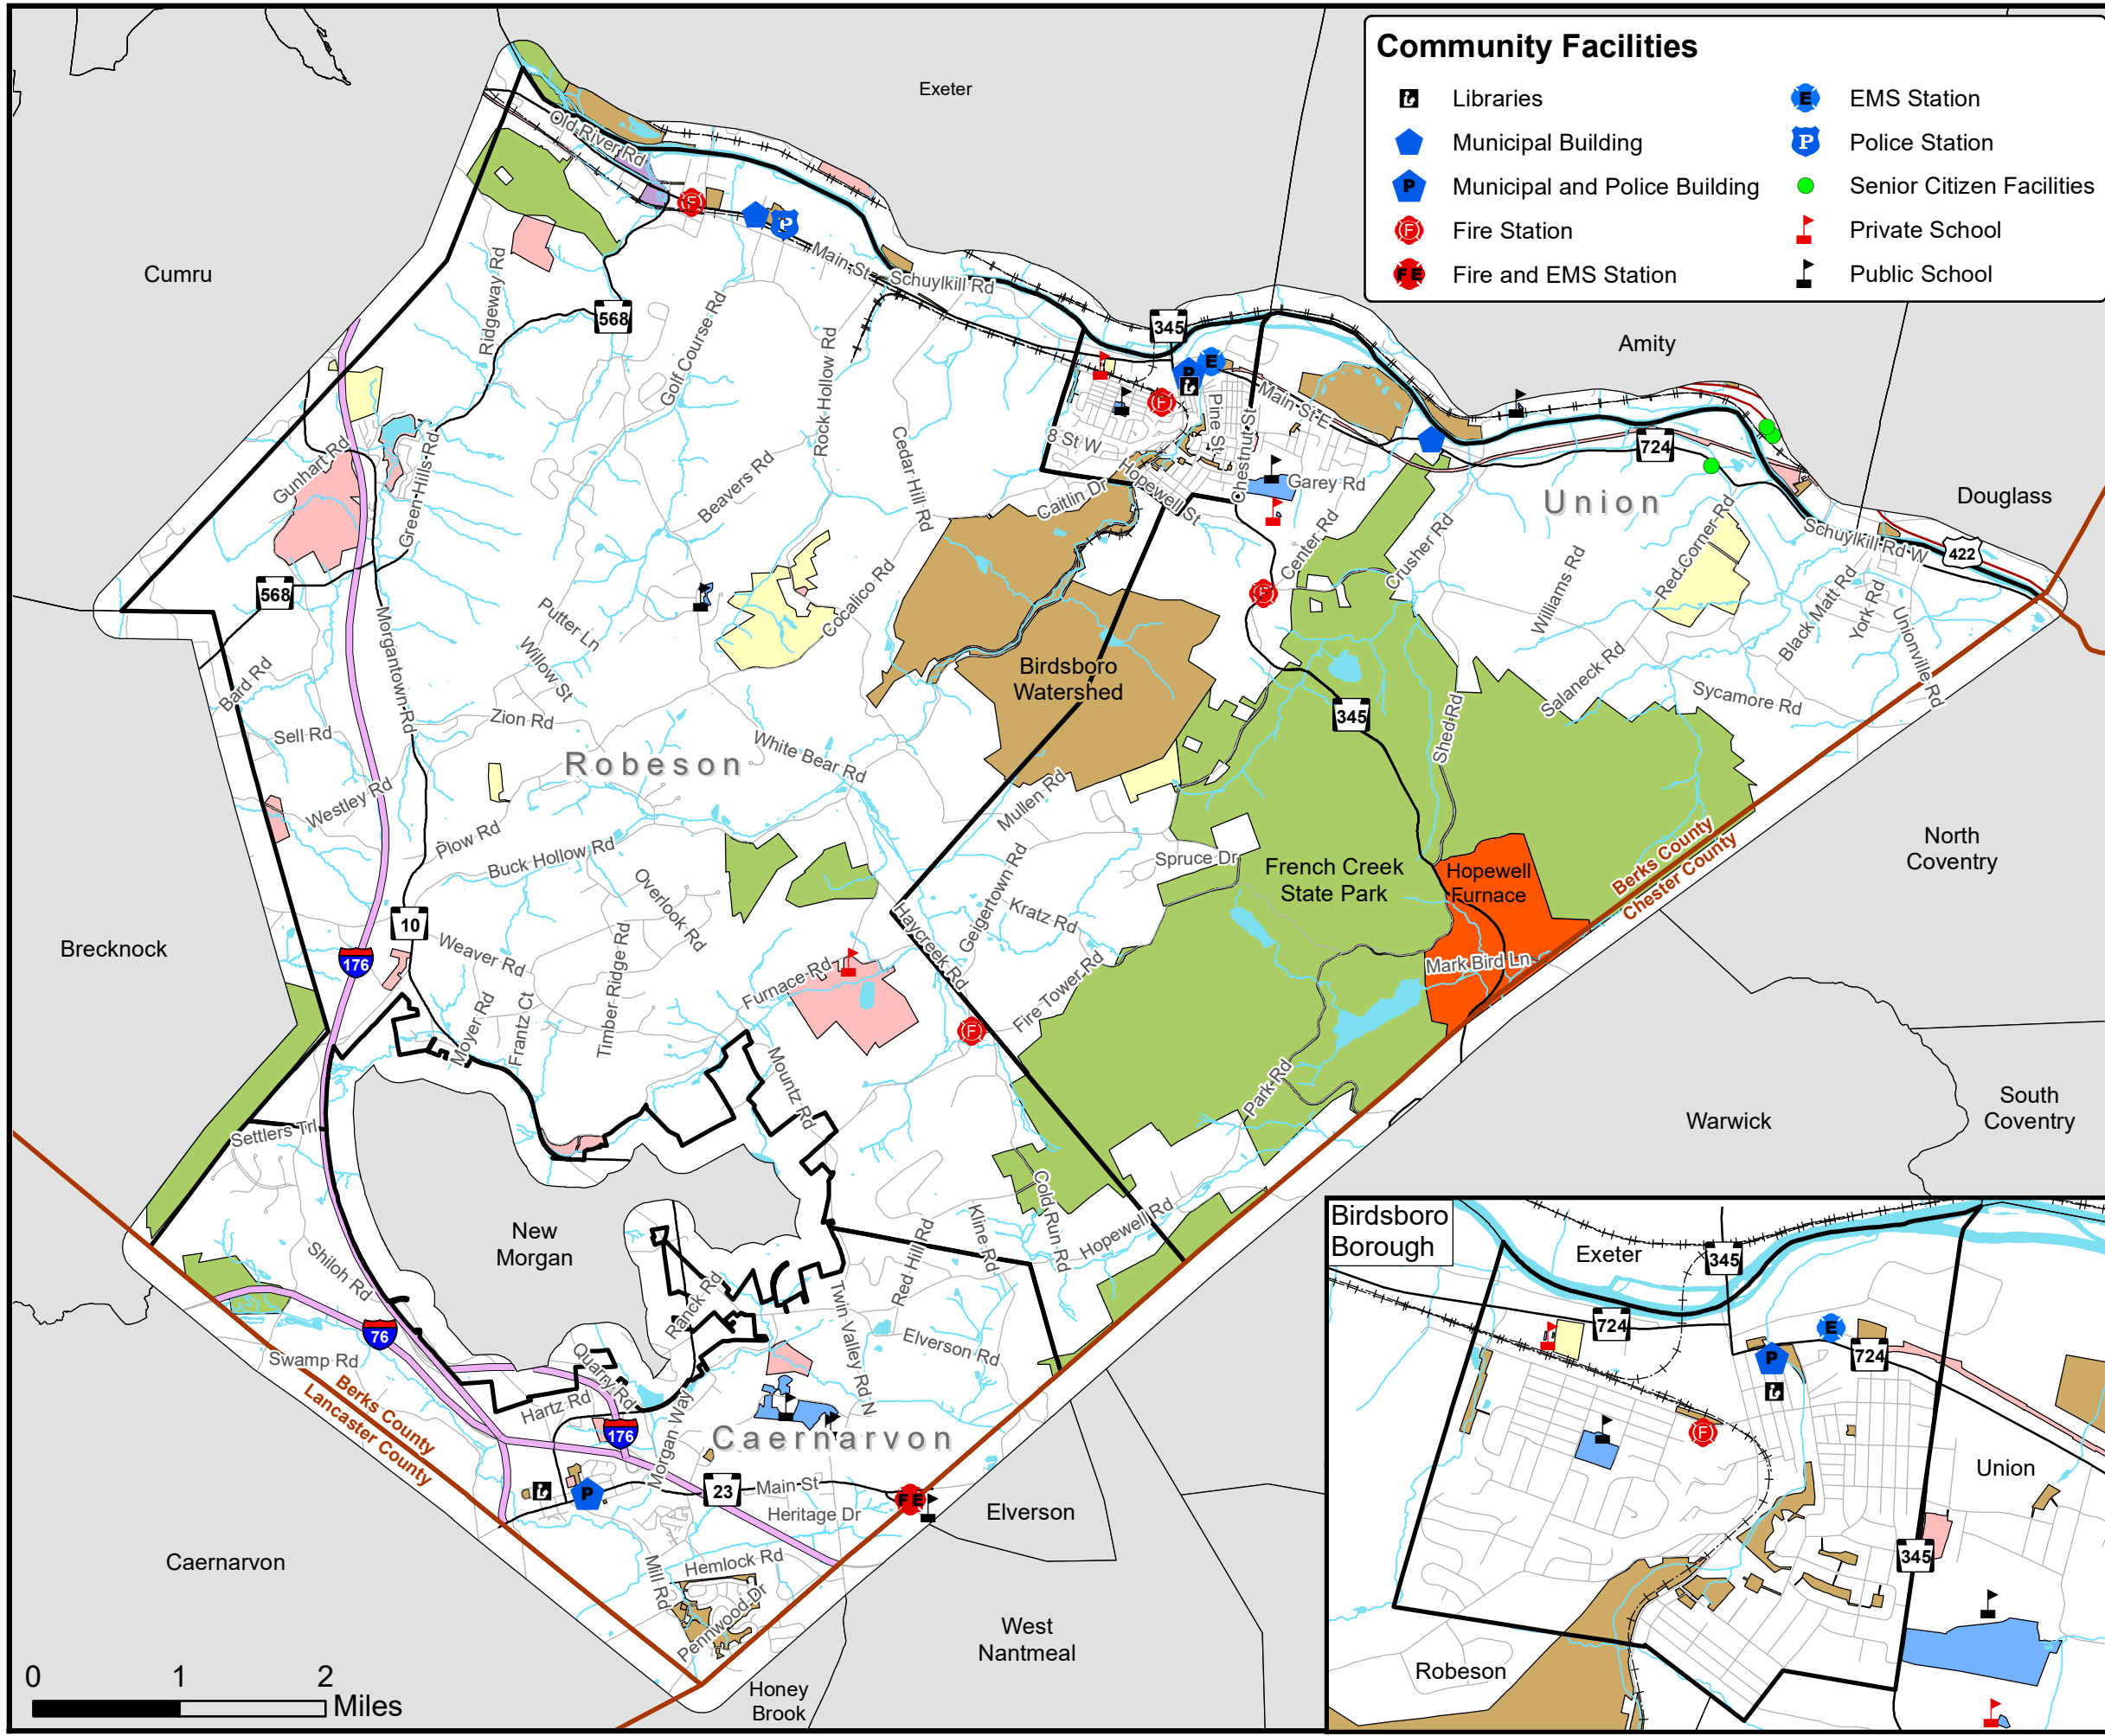 Community Facilities
Libraries
Municipal Building
P
Municipal and Police Building
F
Fire Station
F E
Fire and EMS Station
E
EMS Station
P
Police Station
Senior Citizen Facilities
Private School
Public School
Exeter
Old River Rd
F
P
Cumru
Main St
Schuylkill Rd
Ridgeway Rd
568
Golf Course Rd
Rock Hollow Rd
345
Amity
E
P
F
Main St E
Pine St
Chestnut St
8 St W
724
Cedar Hill Rd
Gunhart Rd
Green Hills Rd
Beavers Rd
Hopewell St
Caitlin Dr
Garey Rd
Union
Douglass
Center Rd
Crusher Rd
Red Corner Rd
Schuylkill Rd W
422
568
F
Williams Rd
Black Matt Rd
York Rd
Unionville Rd
Cocalico Rd
Putter Ln
Willow St
Morgantown Rd
Bard Rd
Birdsboro
Watershed
Salaneck Rd
Sycamore Rd
345
Shed Rd
Zion Rd
Sell Rd
Robeson
White Bear Rd
Mullen Rd
Westley Rd
Plow Rd
Buck Hollow Rd
Spruce Dr
French Creek
State Park
Hopewell
Furnace
Berks County
Chester County
North
Coventry
Overlook Rd
Geigertown Rd
Kratz Rd
Haycreek Rd
10
Brecknock
176
Weaver Rd
Timber Ridge Rd
Furnace Rd
Fire Tower Rd
Mark Bird Ln
Moyer Rd
Frantz Ct
F
Mountz Rd
Park Rd
South
Coventry
Warwick
Settlers Trl
New
Morgan
Shiloh Rd
Ranck Rd
Red Hill Rd
Kline Rd
Cold Run Rd
Hopewell Rd
Twin Valley Rd N
Elverson Rd
76
Swamp Rd
Quarry Rd
Hartz Rd
Berks County
Lancaster County
176
Morgan Way
Caernarvon
P
23
Main St
F E
Heritage Dr
Elverson
Caernarvon
Hemlock Rd
Mill Rd
Pennwood Dr
West
Nantmeal
Honey
Brook
0 1 2
Miles
Birdsboro
Borough
Exeter
345
724
E
P
724
F
Union
345
Robeson